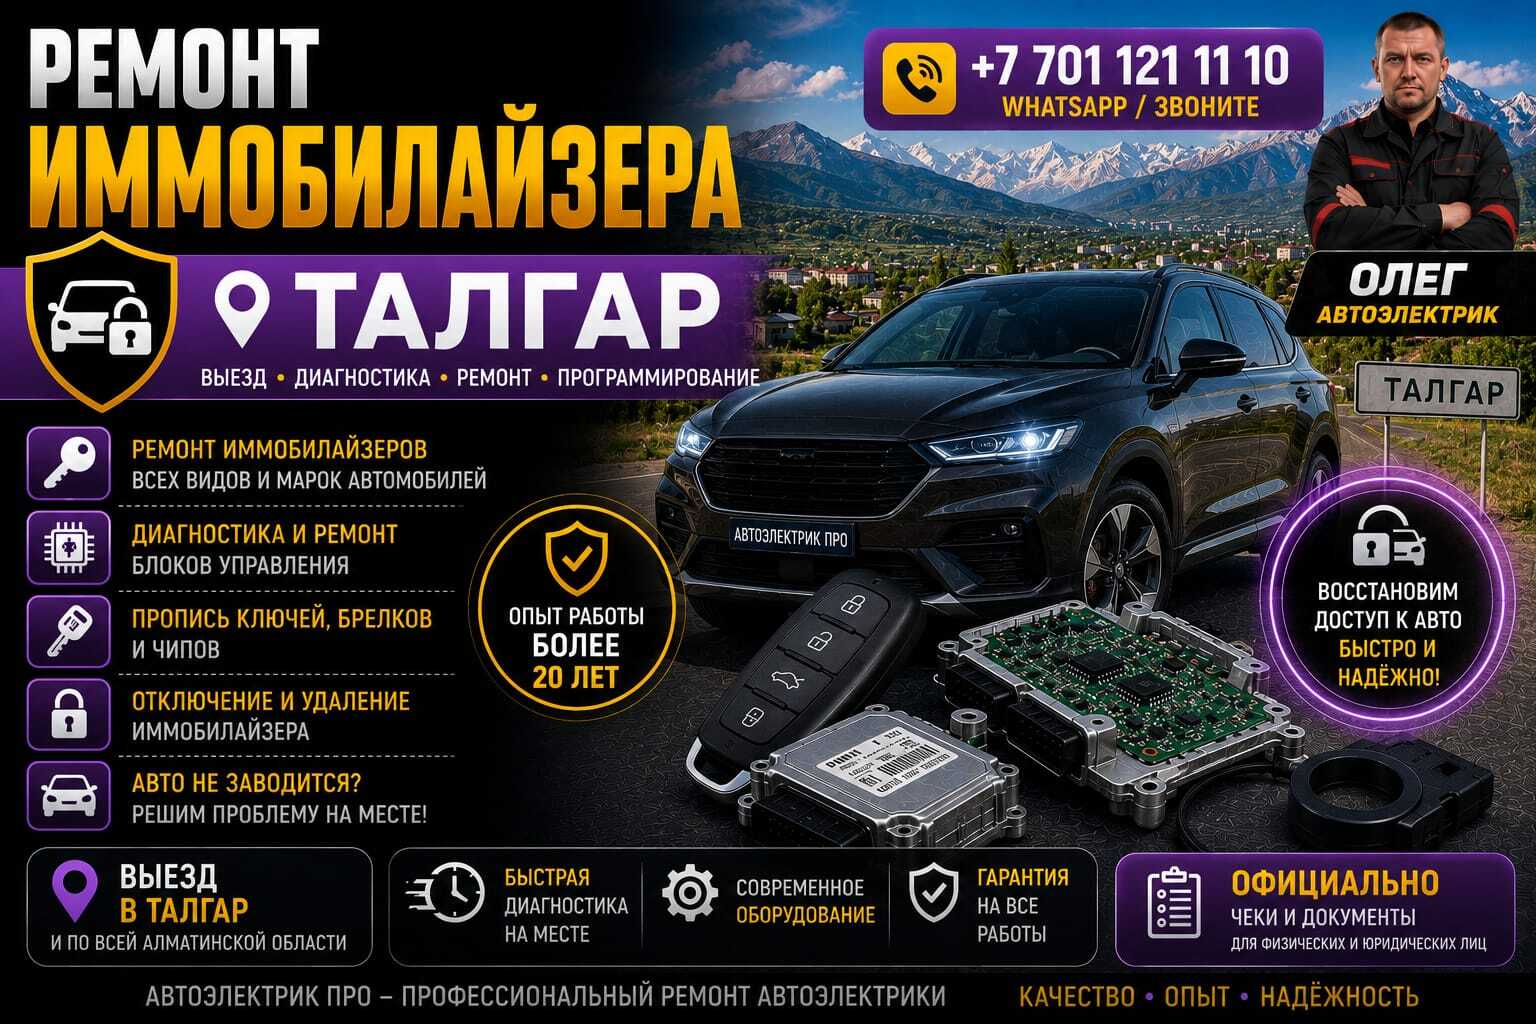 РЕМОНТ
ИММОБИЛАЙЗЕРА
ТАЛГАР
ВЫЕЗД • ДИАГНОСТИКА • РЕМОНТ • ПРОГРАММИРОВАНИЕ
+7 701 121 11 10
WHATSAPP / ЗВОНИТЕ
ОЛЕГ
АВТОЭЛЕКТРИК
ТАЛГАР
РЕМОНТ ИММОБИЛАЙЗЕРОВ
ВСЕХ ВИДОВ И МАРОК АВТОМОБИЛЕЙ
ДИАГНОСТИКА И РЕМОНТ
БЛОКОВ УПРАВЛЕНИЯ
ПРОПИСЬ КЛЮЧЕЙ, БРЕЛКОВ
И ЧИПОВ
ОТКЛЮЧЕНИЕ И УДАЛЕНИЕ
ИММОБИЛАЙЗЕРА
АВТО НЕ ЗАВОДИТСЯ?
РЕШИМ ПРОБЛЕМУ НА МЕСТЕ!
ОПЫТ РАБОТЫ
БОЛЕЕ
20 ЛЕТ
АВТОЭЛЕКТРИК ПРО
ВОССТАНОВИМ
ДОСТУП К АВТО
БЫСТРО И
НАДЁЖНО!
ВЫЕЗД
В ТАЛГАР
И ПО ВСЕЙ АЛМАТИНСКОЙ ОБЛАСТИ
БЫСТРАЯ
ДИАГНОСТИКА
НА МЕСТЕ
СОВРЕМЕННОЕ
ОБОРУДОВАНИЕ
ГАРАНТИЯ
НА ВСЕ
РАБОТЫ
ОФИЦИАЛЬНО
ЧЕКИ И ДОКУМЕНТЫ
ДЛЯ ФИЗИЧЕСКИХ И ЮРИДИЧЕСКИХ ЛИЦ
АВТОЭЛЕКТРИК ПРО – ПРОФЕССИОНАЛЬНЫЙ РЕМОНТ АВТОЭЛЕКТРИКИ
КАЧЕСТВО • ОПЫТ • НАДЁЖНОСТЬ